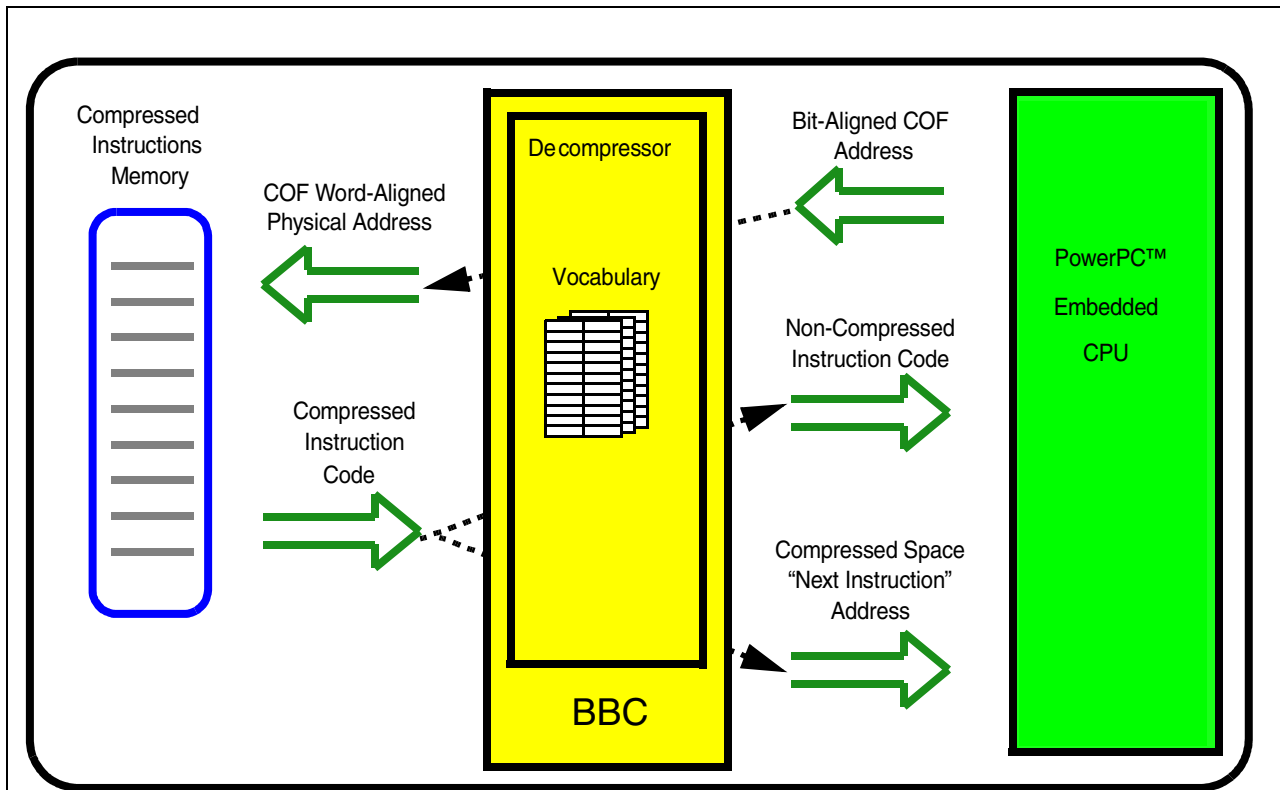 Compressed
Instructions
Memory
COF Word-Aligned
Physical Address
Compressed
Instruction
Code
Decompressor
Vocabulary
BBC
Bit-Aligned COF
Address
Non-Compressed
Instruction Code
Compressed Space
“Next Instruction”
Address
PowerPC™
Embedded
CPU